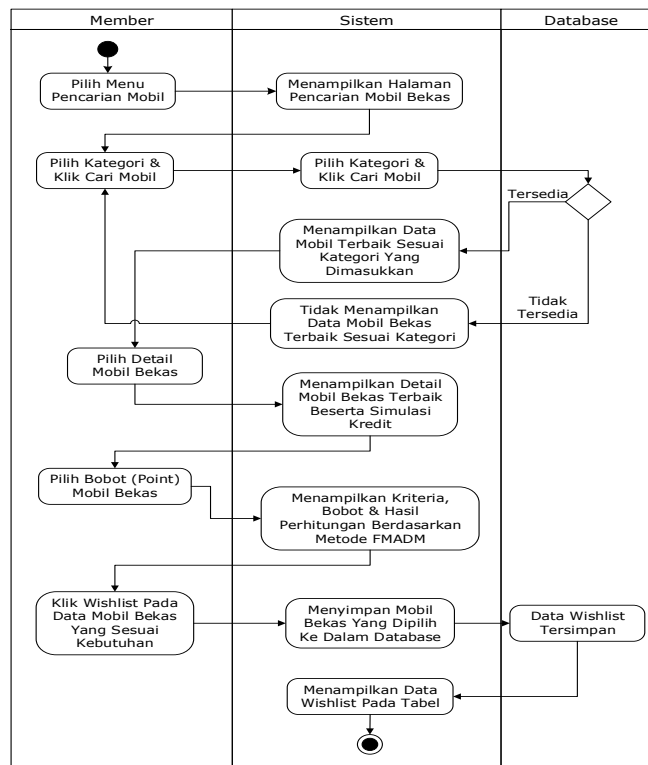 Member
Sistem
Database
Pilih Menu
Pencarian Mobil
Menampilkan Halaman
Pencarian Mobil Bekas
Pilih Kategori &
Klik Cari Mobil
Pilih Kategori &
Klik Cari Mobil
Tersedia
Menampilkan Data
Mobil Terbaik Sesuai
Kategori Yang
Dimasukkan
Tidak
Tersedia
Tidak Menampilkan
Data Mobil Bekas
Terbaik Sesuai Kategori
Pilih Detail
Mobil Bekas
Menampilkan Detail
Mobil Bekas Terbaik
Beserta Simulasi
Kredit
Pilih Bobot (Point)
Mobil Bekas
Menampilkan Kriteria,
Bobot & Hasil
Perhitungan Berdasarkan
Metode FMADM
Klik Wishlist Pada
Data Mobil Bekas
Yang Sesuai
Kebutuhan
Menyimpan Mobil
Bekas Yang Dipilih
Ke Dalam Database
Data Wishlist
Tersimpan
Menampilkan Data
Wishlist Pada Tabel